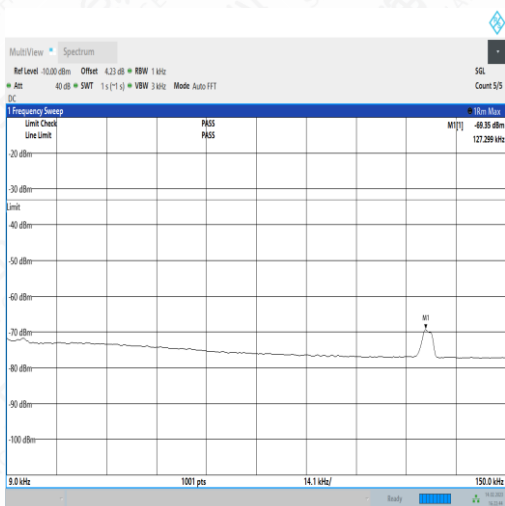 MultiView Spectrum
Ref Level -10.00 dBm Offset 4.23 dB RBW 1 kHz SGL
Att 40 dB SWT 1 s (~1 s) VBW 3 kHz Mode Auto FFT Count 5/5
DC
1 Frequency Sweep 1Rm Max
Limit Check PASS M1[1] -69.35 dBm
Line Limit PASS 127.299 kHz
-20 dBm
-30 dBm
Limit
-40 dBm
-50 dBm
-60 dBm
M1
-70 dBm
-80 dBm
-90 dBm
-100 dBm
9.0 kHz 1001 pts 14.1 kHz/ 150.0 kHz
Ready